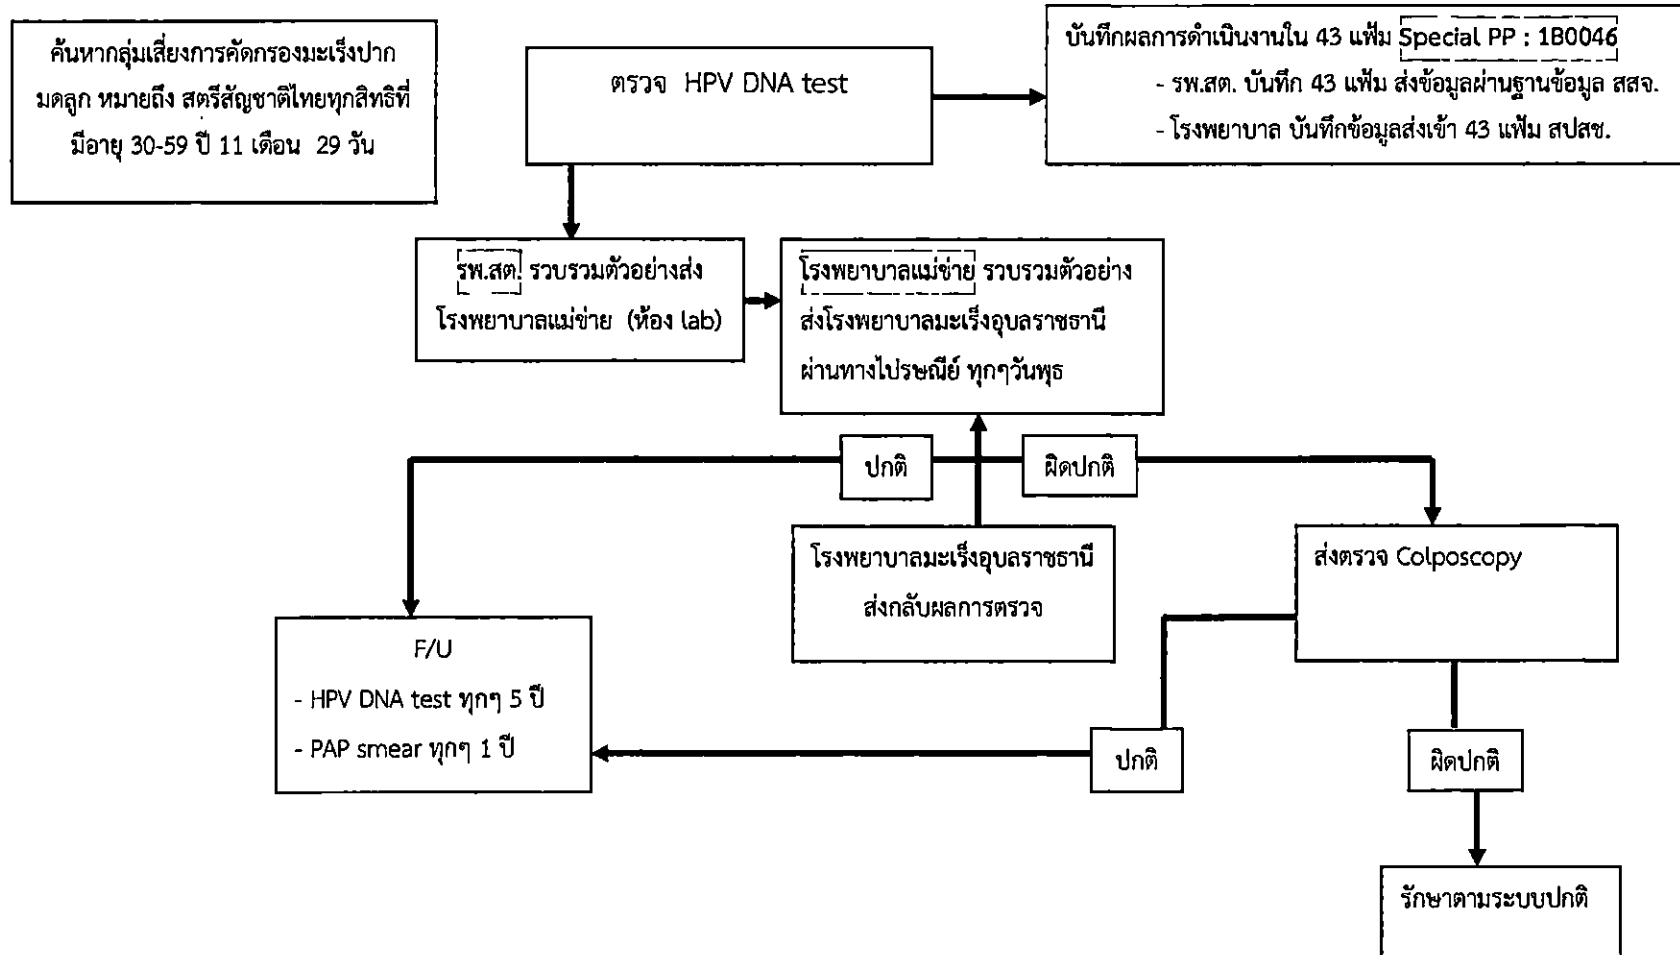 ค้นหากลุ่มเสี่ยงการคัดกรองมะเร็งปาก
มดลูก หมายถึง สตรีสัญชาติไทยทุกสิทธิที่
มีอายุ 30-59 ปี 11 เดือน 29 วัน
ตรวจ HPV DNA test
บันทึกผลการดำเนินงานใน 43 แฟ้ม Special PP : 1B0046
- รพ.สต. บันทึก 43 แฟ้ม ส่งข้อมูลผ่านฐานข้อมูล สสจ.
- โรงพยาบาล บันทึกข้อมูลส่งเข้า 43 แฟ้ม สปสช.
รพ.สต. รวบรวมตัวอย่างส่ง
โรงพยาบาลแม่ข่าย (ห้อง lab)
โรงพยาบาลแม่ข่าย รวบรวมตัวอย่าง
ส่งโรงพยาบาลมะเร็งอุบลราชธานี
ผ่านทางไปรษณีย์ ทุกๆวันพุธ
ปกติ
ผิดปกติ
โรงพยาบาลมะเร็งอุบลราชธานี
ส่งกลับผลการตรวจ
ส่งตรวจ Colposcopy
F/U
- HPV DNA test ทุกๆ 5 ปี
- PAP smear ทุกๆ 1 ปี
ปกติ
ผิดปกติ
รักษาตามระบบปกติ